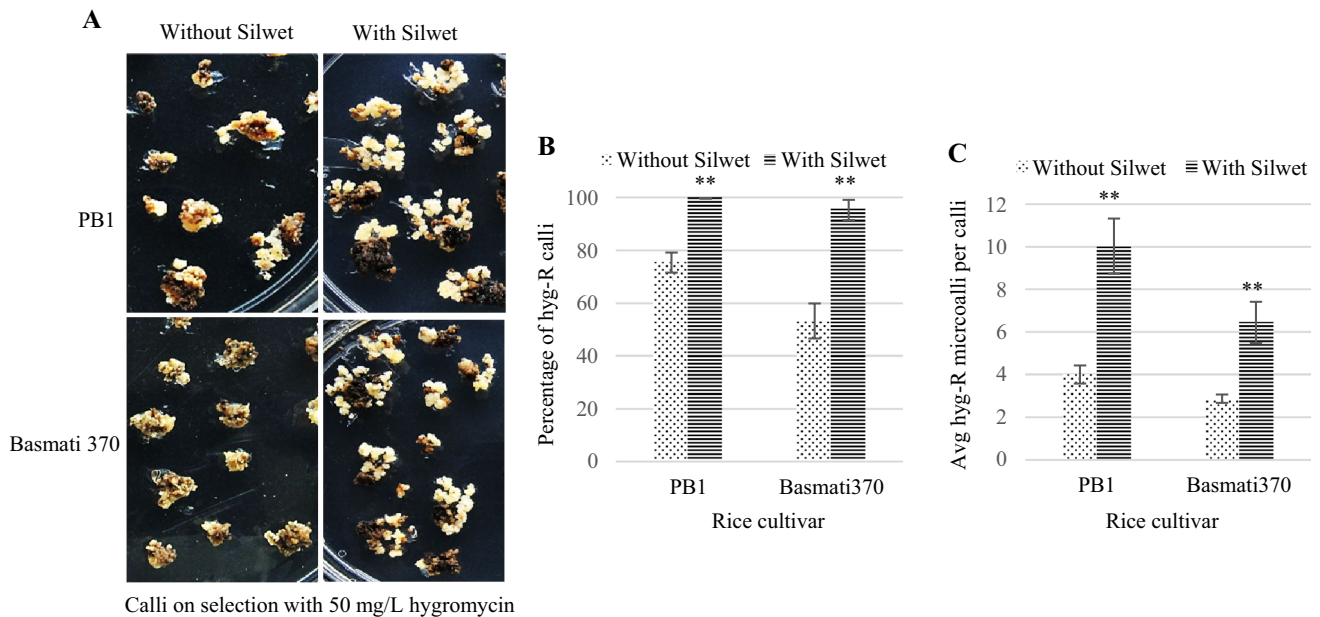 A
Without Silwet
With Silwet
PB1
Basmati 370
Calli on selection with 50 mg/L hygromycin
B
Without Silwet
With Silwet
Percentage of hyg-R calli
100
80
60
40
20
0
**
**
PB1
Basmati370
Rice cultivar
C
Without Silwet
With Silwet
Avg hyg-R mircoalli per calli
12
10
8
6
4
2
0
**
**
PB1
Basmati370
Rice cultivar